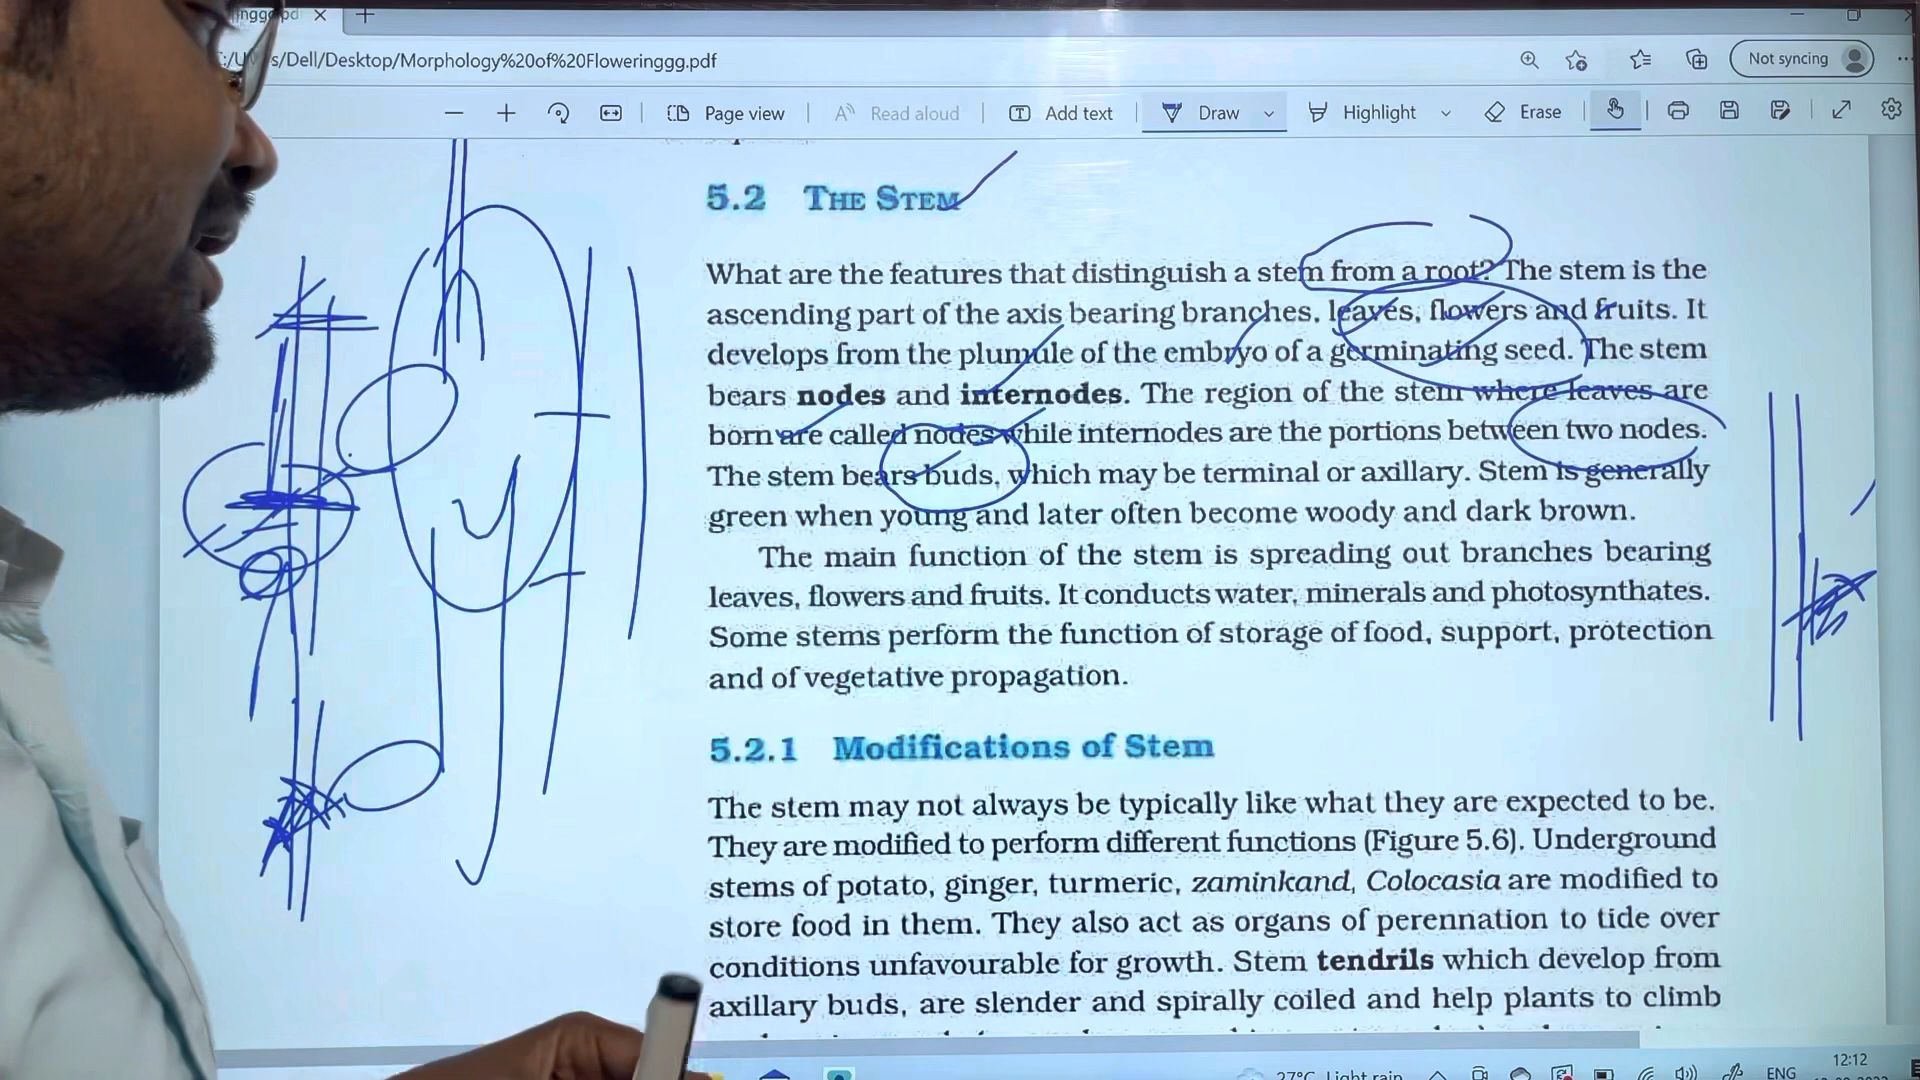 /Dell/Desktop/Morphology%20of%20Floweringgg.pdf
Not syncing
Page view
Read aloud
Add text
Draw
Highlight
Erase
5.2 THE STEM
What are the features that distinguish a stem from a root? The stem is the
ascending part of the axis bearing branches, leaves, flowers and fruits. It
develops from the plumule of the embryo of a germinating seed. The stem
bears nodes and internodes. The region of the stem where leaves are
born are called nodes while internodes are the portions between two nodes.
The stem bears buds, which may be terminal or axillary. Stem is generally
green when young and later often become woody and dark brown.
The main function of the stem is spreading out branches bearing
leaves, flowers and fruits. It conducts water, minerals and photosynthates.
Some stems perform the function of storage of food, support, protection
and of vegetative propagation.
5.2.1 Modifications of Stem
The stem may not always be typically like what they are expected to be.
They are modified to perform different functions (Figure 5.6). Underground
stems of potato, ginger, turmeric, zaminkand, Colocasia are modified to
store food in them. They also act as organs of perennation to tide over
conditions unfavourable for growth. Stem tendrils which develop from
axillary buds, are slender and spirally coiled and help plants to climb
27°C Light rain
ENG
12:12